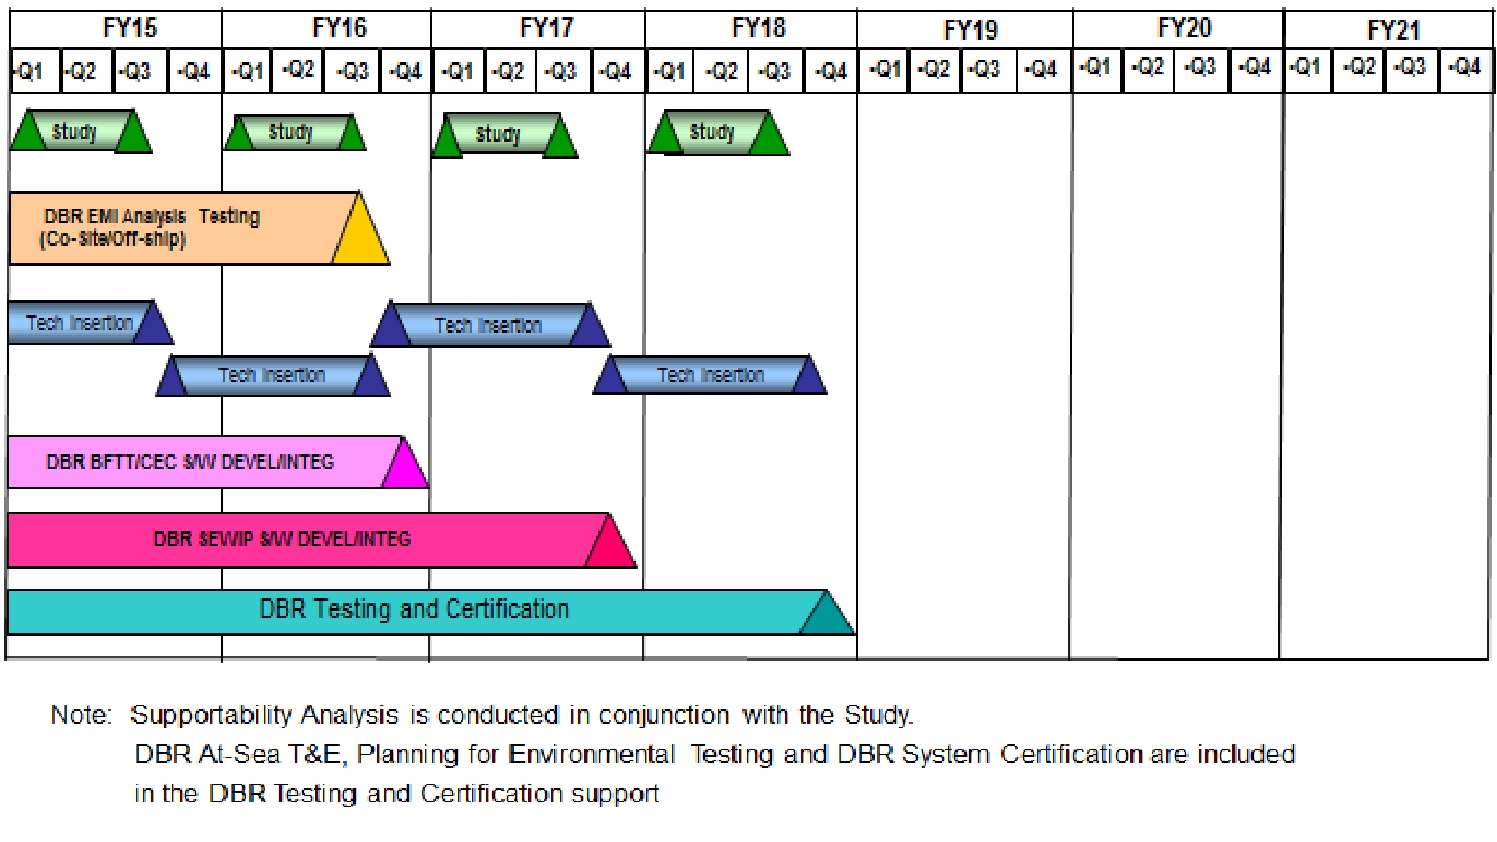 FY15 FY16 FY17 FY18 FY19 FY20 FY21
-Q1 -Q2 -Q3 -Q4 -Q1 -Q2 -Q3 -Q4 -Q1 -Q2 -Q3 -Q4 -Q1 -Q2 -Q3 -Q4 -Q1 -Q2 -Q3 -Q4 -Q1 -Q2 -Q3 -Q4 -Q1 -Q2 -Q3 -Q4
Study Study Study Study
DBR EMI Analysis Testing
(Co-Site/Off-ship)
Tech Insertion Tech Insertion
Tech Insertion Tech Insertion
DBR BFTT/CEC S/W DEVEL/INTEG
DBR SEWIP S/W DEVEL/INTEG
DBR Testing and Certification
Note: Supportability Analysis is conducted in conjunction with the Study.
DBR At-Sea T&E, Planning for Environmental Testing and DBR System Certification are included
in the DBR Testing and Certification support